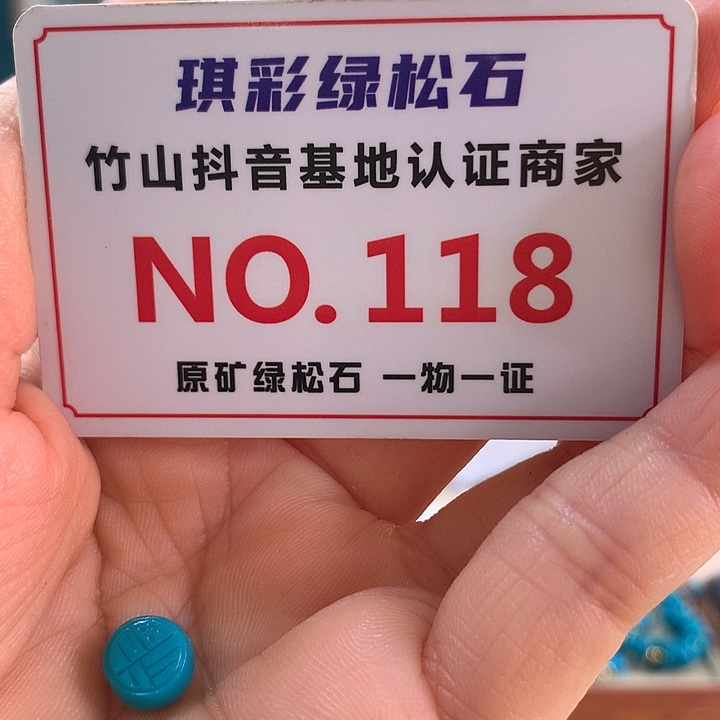 琪彩绿松石
竹山抖音基地认证商家
NO.118
原矿绿松石 一物一证